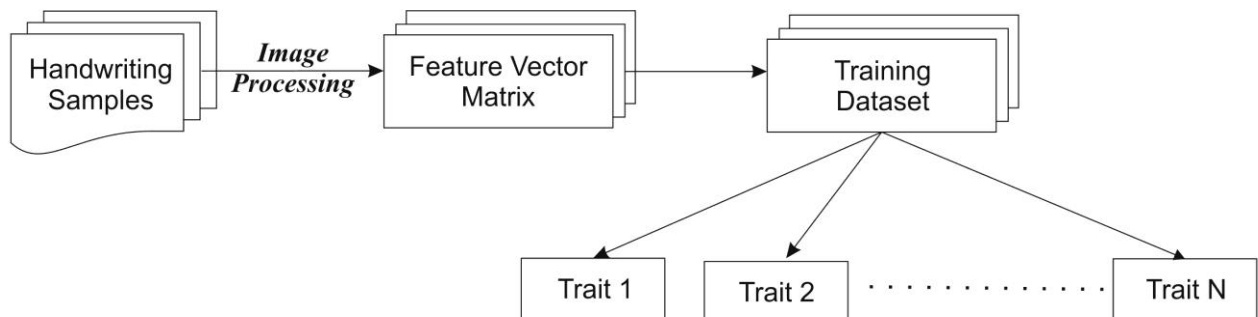 Handwriting
Samples
Image
Processing
Feature Vector
Matrix
Training
Dataset
Trait 1
Trait 2
Trait N